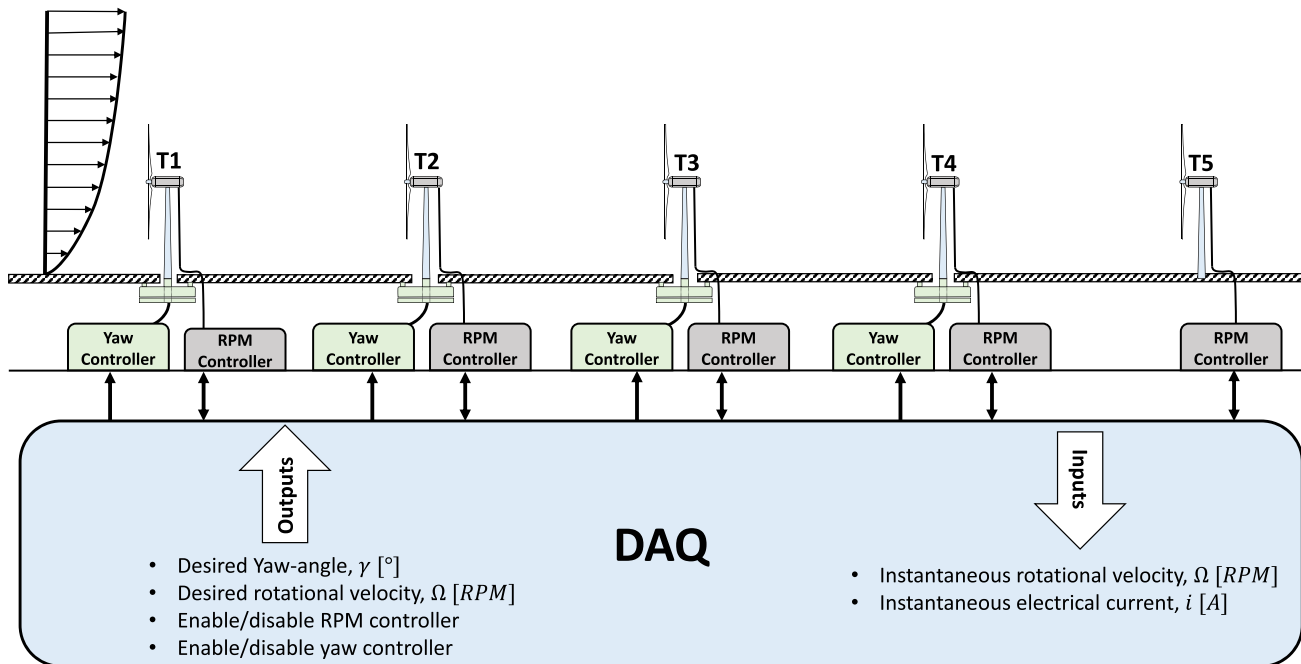 T1
T2
T3
T4
T5
Yaw
Controller
RPM
Controller
Yaw
Controller
RPM
Controller
Yaw
Controller
RPM
Controller
Yaw
Controller
RPM
Controller
RPM
Controller
Outputs
Inputs
DAQ
• Desired Yaw-angle, γ [°]
• Desired rotational velocity, Ω [RPM]
• Enable/disable RPM controller
• Enable/disable yaw controller
• Instantaneous rotational velocity, Ω [RPM]
• Instantaneous electrical current, i [A]